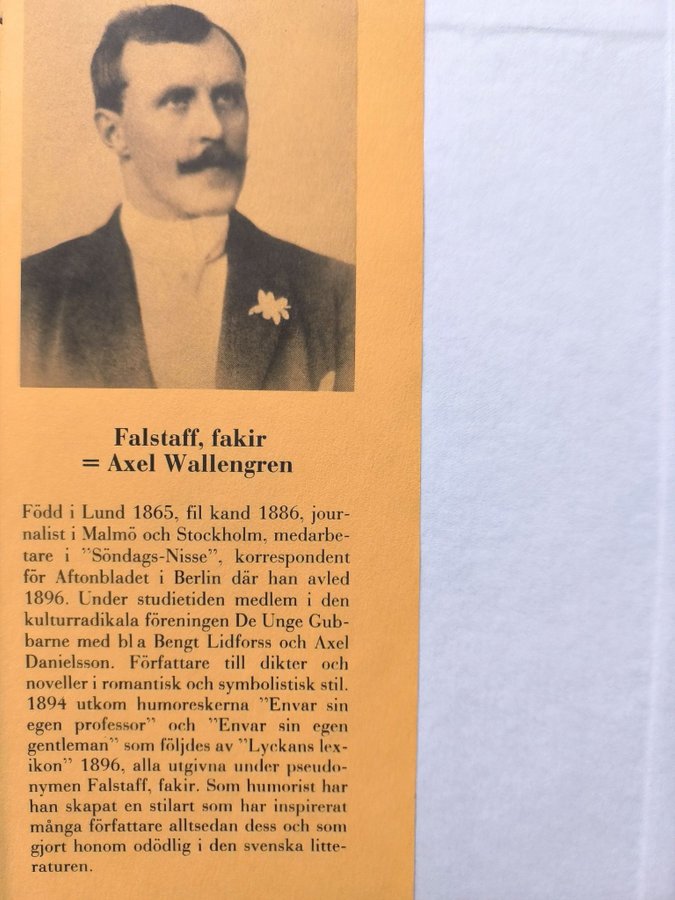 Falstaff, fakir
= Axel Wallengren
Född i Lund 1865, fil kand 1886, jour-
nalist i Malmö och Stockholm, medarbe-
tare i ”Söndags-Nisse”, korrespondent
för Aftonbladet i Berlin där han avled
1896. Under studietiden medlem i den
kulturradikala föreningen De Unge Gub-
barne med bl a Bengt Lidforss och Axel
Danielsson. Författare till dikter och
noveller i romantisk och symbolistisk stil.
1894 utkom humoreskerna ”Envar sin
egen professor” och ”Envar sin egen
gentleman” som följdes av ”Lyckans lex-
ikon” 1896, alla utgivna under pseudo-
nymen Falstaff, fakir. Som humorist har
han skapat en stilart som har inspirerat
många författare alltsedan dess och som
gjort honom odödlig i den svenska litte-
raturen.